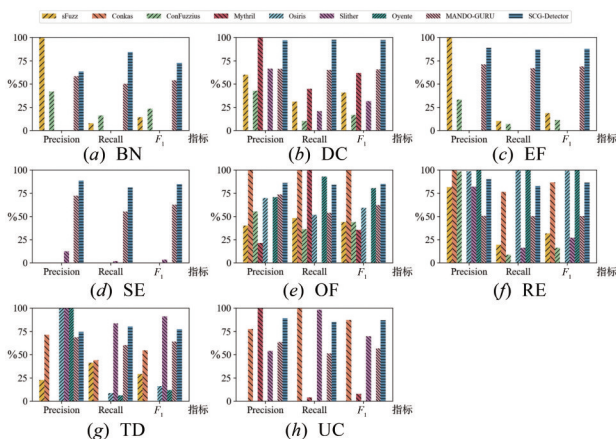 sFuzz Conkas ConFuzzius Mythril Osiris Slither Oyente MANDO-GURU SCG-Detector
100
75
%50
25
0
Precision Recall F1 指标
(a) BN
100
75
%50
25
0
Precision Recall F1 指标
(b) DC
100
75
%50
25
0
Precision Recall F1 指标
(c) EF
100
75
%50
25
0
Precision Recall F1 指标
(d) SE
100
75
%50
25
0
Precision Recall F1 指标
(e) OF
100
75
%50
25
0
Precision Recall F1 指标
(f) RE
100
75
%50
25
0
Precision Recall F1 指标
(g) TD
100
75
%50
25
0
Precision Recall F1 指标
(h) UC